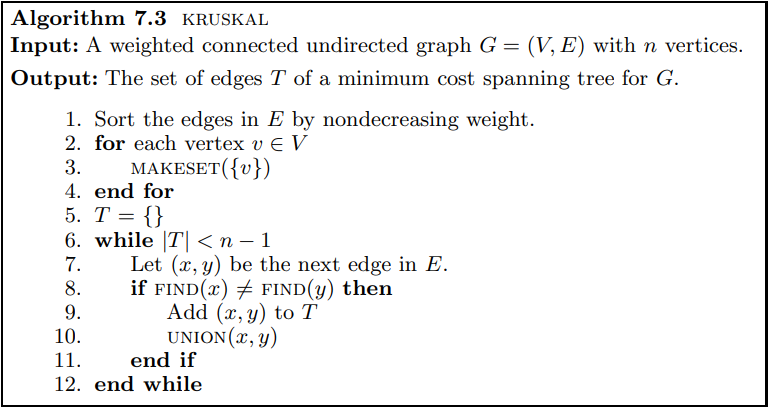 Algorithm 7.3 KRUSKAL
Input: A weighted connected undirected graph G = (V, E) with n vertices.
Output: The set of edges T of a minimum cost spanning tree for G.
1. Sort the edges in E by nondecreasing weight.
2. for each vertex v ∈ V
3. MAKESET({v})
4. end for
5. T = {}
6. while |T| < n − 1
7. Let (x, y) be the next edge in E.
8. if FIND(x) ≠ FIND(y) then
9. Add (x, y) to T
10. UNION(x, y)
11. end if
12. end while